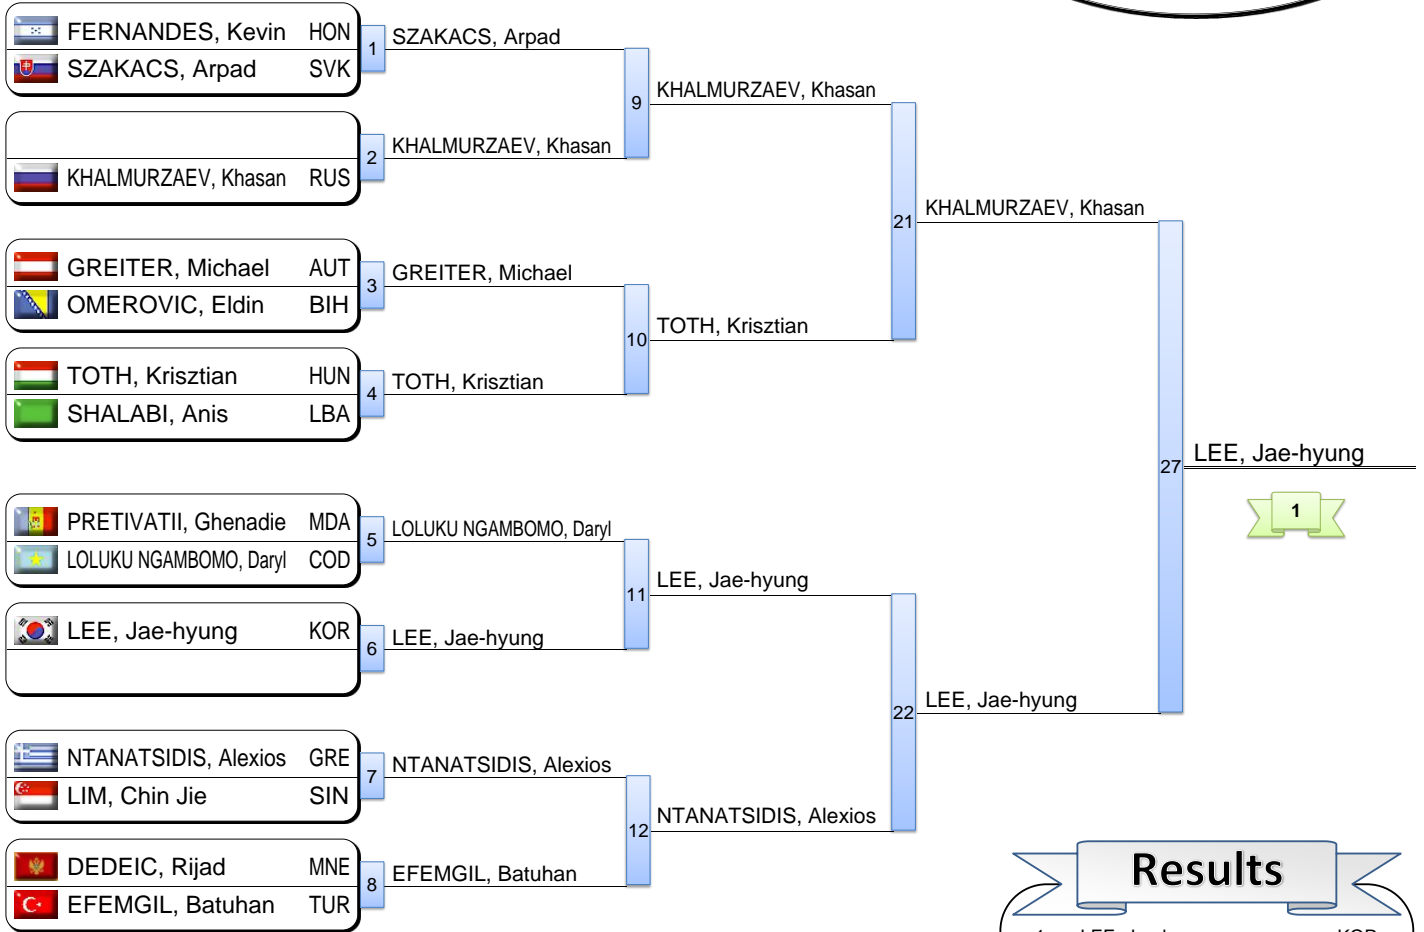 FERNANDES, Kevin HON
SZAKACS, Arpad SVK
1
SZAKACS, Arpad
KHALMURZAEV, Khasan RUS
2
KHALMURZAEV, Khasan
9
KHALMURZAEV, Khasan
GREITER, Michael AUT
OMEROVIC, Eldin BIH
3
GREITER, Michael
TOTH, Krisztian HUN
SHALABI, Anis LBA
4
TOTH, Krisztian
10
TOTH, Krisztian
21
KHALMURZAEV, Khasan
PRETIVATII, Ghenadie MDA
LOLUKU NGAMBOMO, Daryl COD
5
LOLUKU NGAMBOMO, Daryl
LEE, Jae-hyung KOR
6
LEE, Jae-hyung
11
LEE, Jae-hyung
NTANATSIDIS, Alexios GRE
LIM, Chin Jie SIN
7
NTANATSIDIS, Alexios
DEDEIC, Rijad MNE
EFEMGIL, Batuhan TUR
8
EFEMGIL, Batuhan
12
NTANATSIDIS, Alexios
22
LEE, Jae-hyung
27
LEE, Jae-hyung
1
Results